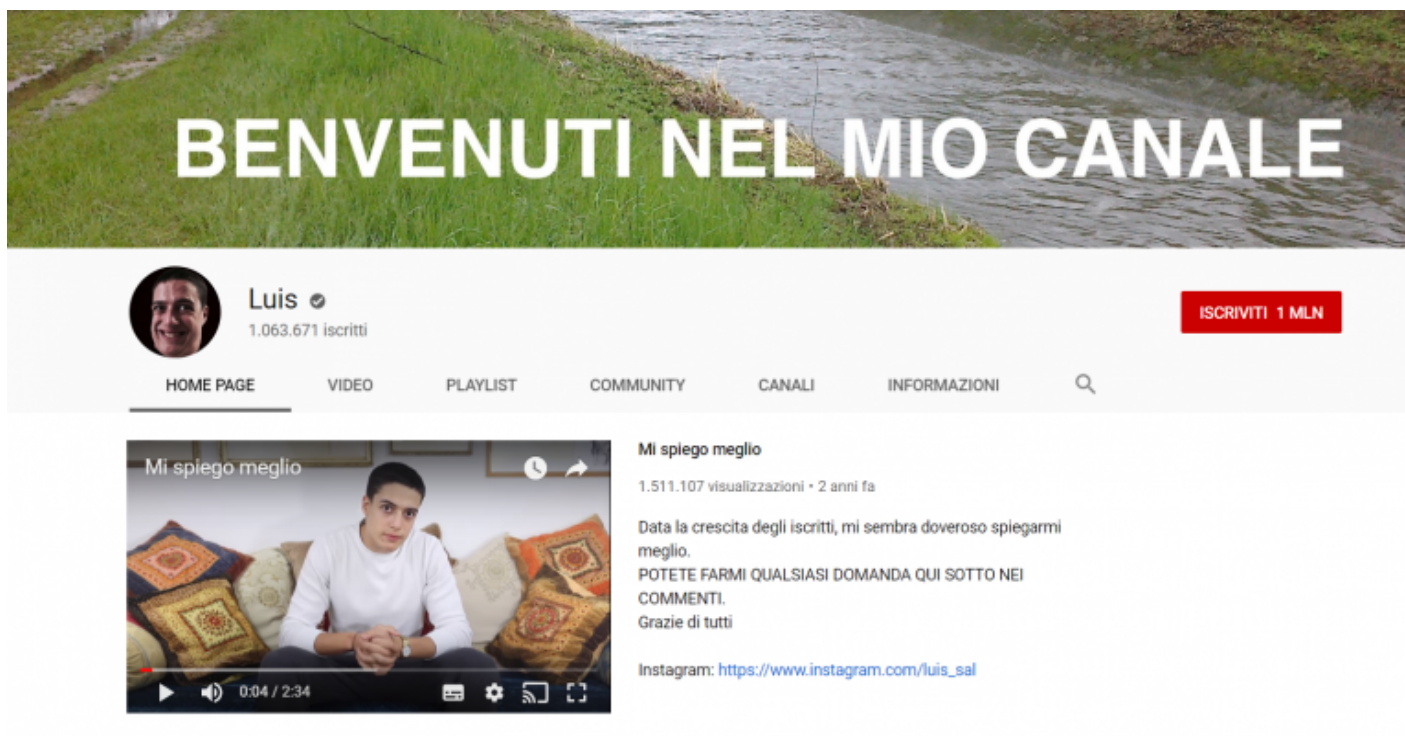 BENVENUTI NEL MIO CANALE
Luis
1.063.671 iscritti
ISCRIVITI 1 MLN
HOME PAGE VIDEO PLAYLIST COMMUNITY CANALI INFORMAZIONI
Mi spiego meglio
0:04 / 2:34
Mi spiego meglio
1.511.107 visualizzazioni • 2 anni fa
Data la crescita degli iscritti, mi sembra doveroso spiegarmi
meglio.
POTETE FARMI QUALSIASI DOMANDA QUI SOTTO NEI
COMMENTI.
Grazie di tutti
Instagram: https://www.instagram.com/luis_sal